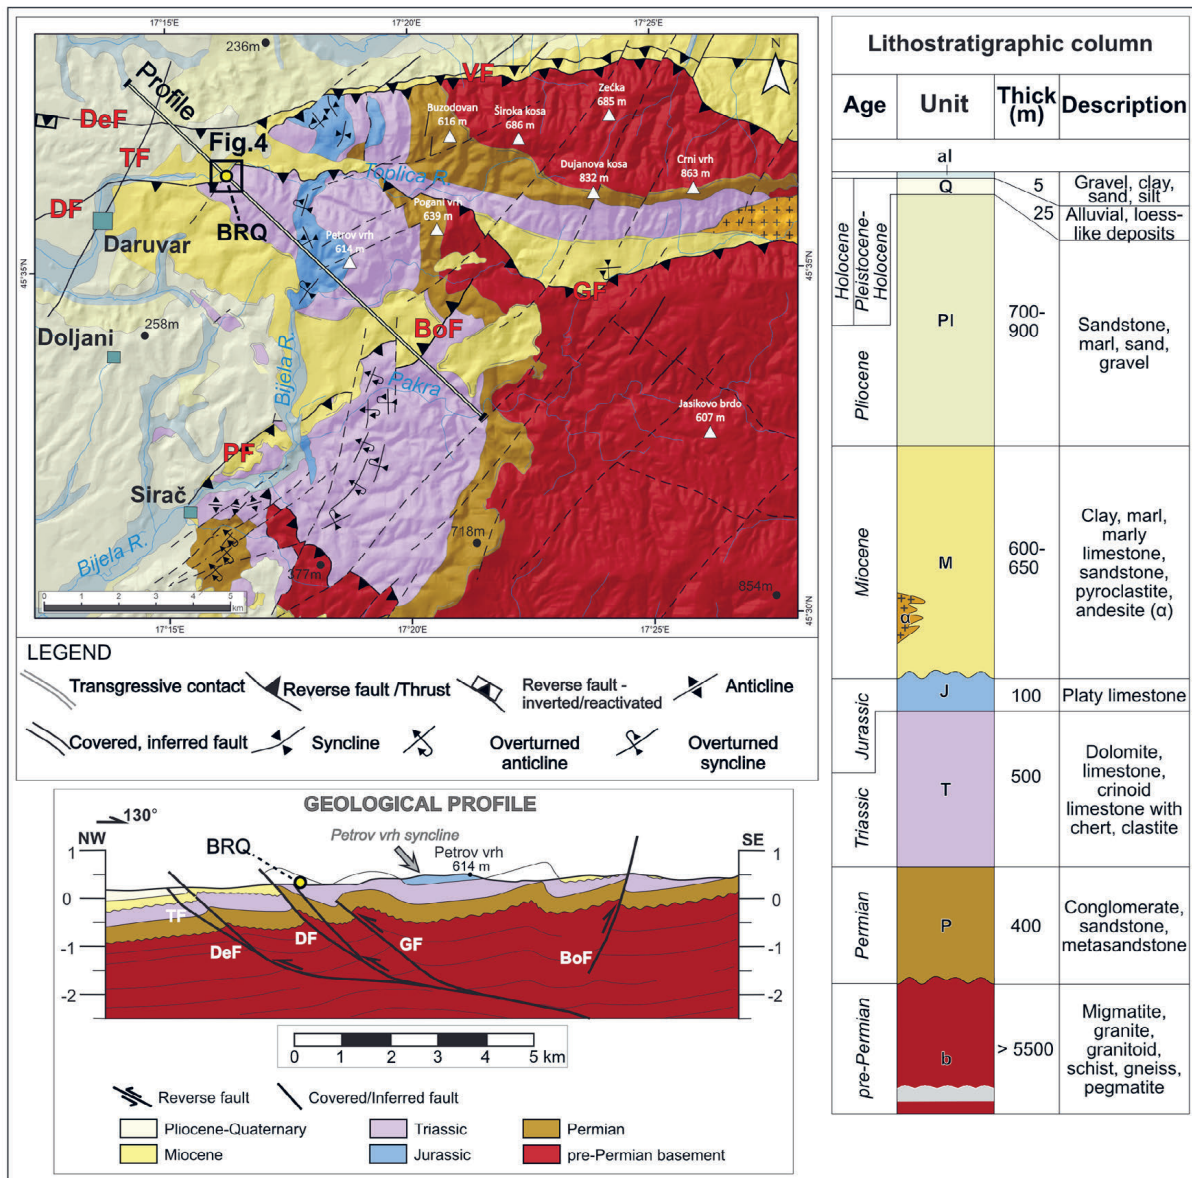 17°15'E
17°20'E
17°25'E
236m
N
Profile
VF
Zečka
685 m
Buzodovan
616 m
Široka kosa
686 m
DeF
TF
Fig.4
Toplica R.
Dujanova kosa
832 m
Crni vrh
863 m
DF
Pogani vrh
639 m
BRQ
Daruvar
Petrov vrh
614 m
45°35'N
45°35'N
GF
258m
BoF
Doljani
Bijela R.
Pakra
Jasikovo brdo
607 m
PF
Sirač
718m
Bijela R.
377m
854m
0 1 2 3 4 5
km
45°30'N
17°15'E
17°20'E
17°25'E
LEGEND
Transgressive contact
Reverse fault /Thrust
Reverse fault -
inverted/reactivated
Anticline
Covered, inferred fault
Syncline
Overturned
anticline
Overturned
syncline
GEOLOGICAL PROFILE
130°
NW
SE
BRQ
Petrov vrh syncline
Petrov vrh
614 m
1
0
-1
-2
1
0
-1
-2
TF
DeF
DF
GF
BoF
0 1 2 3 4 5 km
Reverse fault
Covered/Inferred fault
Pliocene-Quaternary
Triassic
Permian
Miocene
Jurassic
pre-Permian basement
Lithostratigraphic column
Age
Unit
Thick
(m)
Description
al
Q
5
Gravel, clay,
sand, silt
25
Alluvial, loess-
like deposits
Holocene
Pleistocene-
Holocene
Pliocene
Pl
700-
900
Sandstone,
marl, sand,
gravel
Miocene
M
α
600-
650
Clay, marl,
marly
limestone,
sandstone,
pyroclastite,
andesite (α)
Jurassic
J
100
Platy limestone
Triassic
T
500
Dolomite,
limestone,
crinoid
limestone with
chert, clastite
Permian
P
400
Conglomerate,
sandstone,
metasandstone
pre-Permian
b
> 5500
Migmatite,
granite,
granitoid,
schist, gneiss,
pegmatite